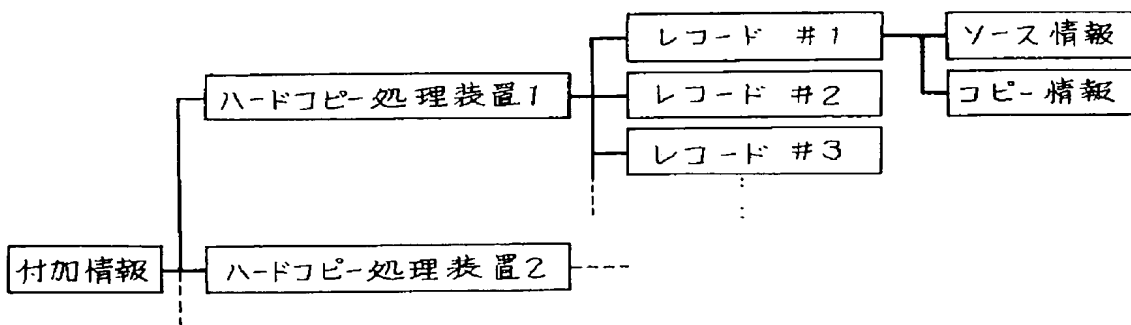 レコード #1
ソース情報
ハードコピー処理装置1
レコード #2
コピー情報
レコード #3
付加情報
ハードコピー処理装置2